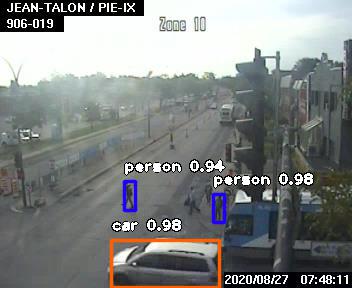 JEAN-TALON / PIE-IX
906-019
Zone 10
person 0.94
person 0.98
car 0.98
2020/08/27 07:48:11